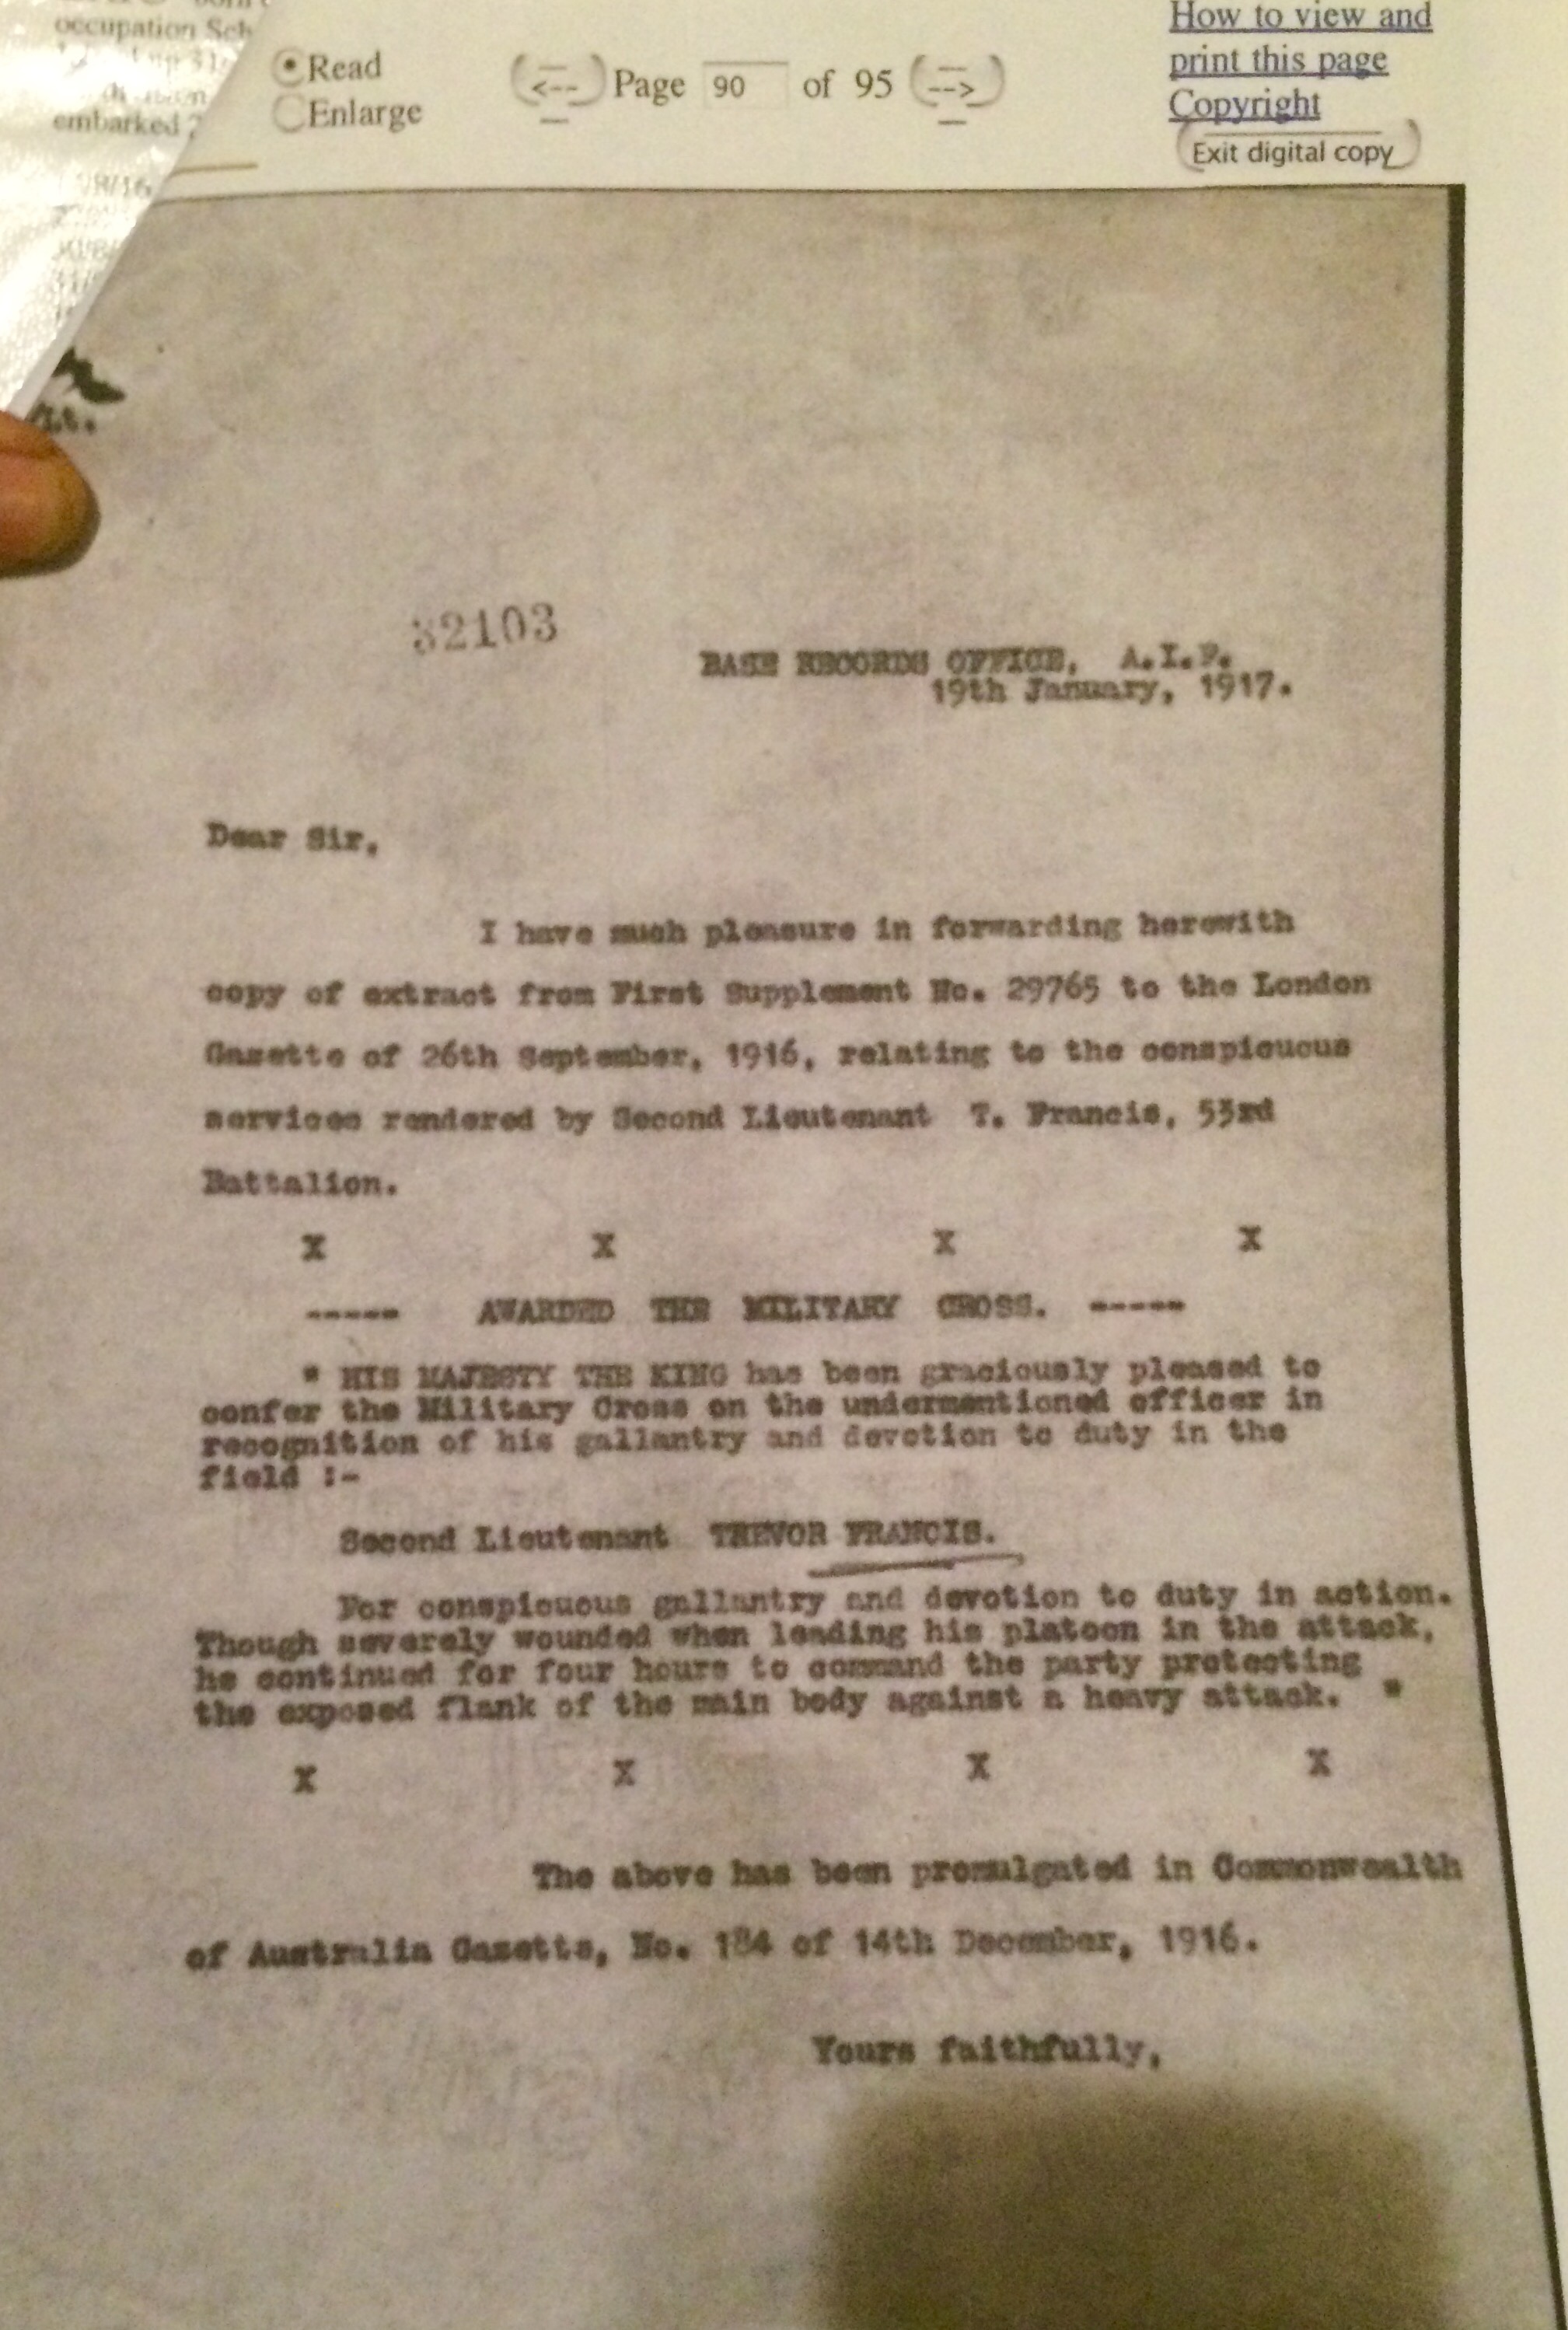 occupation Sch
embarked
Read
Enlarge
<-- Page 90 of 95 -->
How to view and
print this page
Copyright
Exit digital copy
Lt.
32103
BASE RECORDS OFFICE, A.I.F.
19th January, 1917.
Dear Sir,
I have much pleasure in forwarding herewith
copy of extract from First Supplement No. 29765 to the London
Gazette of 26th September, 1916, relating to the conspicuous
services rendered by Second Lieutenant T. Francis, 53rd
Battalion.
X X X X
----- AWARDED THE MILITARY CROSS. -----
" HIS MAJESTY THE KING has been graciously pleased to
confer the Military Cross on the undermentioned officer in
recognition of his gallantry and devotion to duty in the
field :-
Second Lieutenant TREVOR FRANCIS.
For conspicuous gallantry and devotion to duty in action.
Though severely wounded when leading his platoon in the attack,
he continued for four hours to command the party protecting
the exposed flank of the main body against a heavy attack. "
X X X X
The above has been promulgated in Commonwealth
of Australia Gazette, No. 184 of 14th December, 1916.
Yours faithfully,